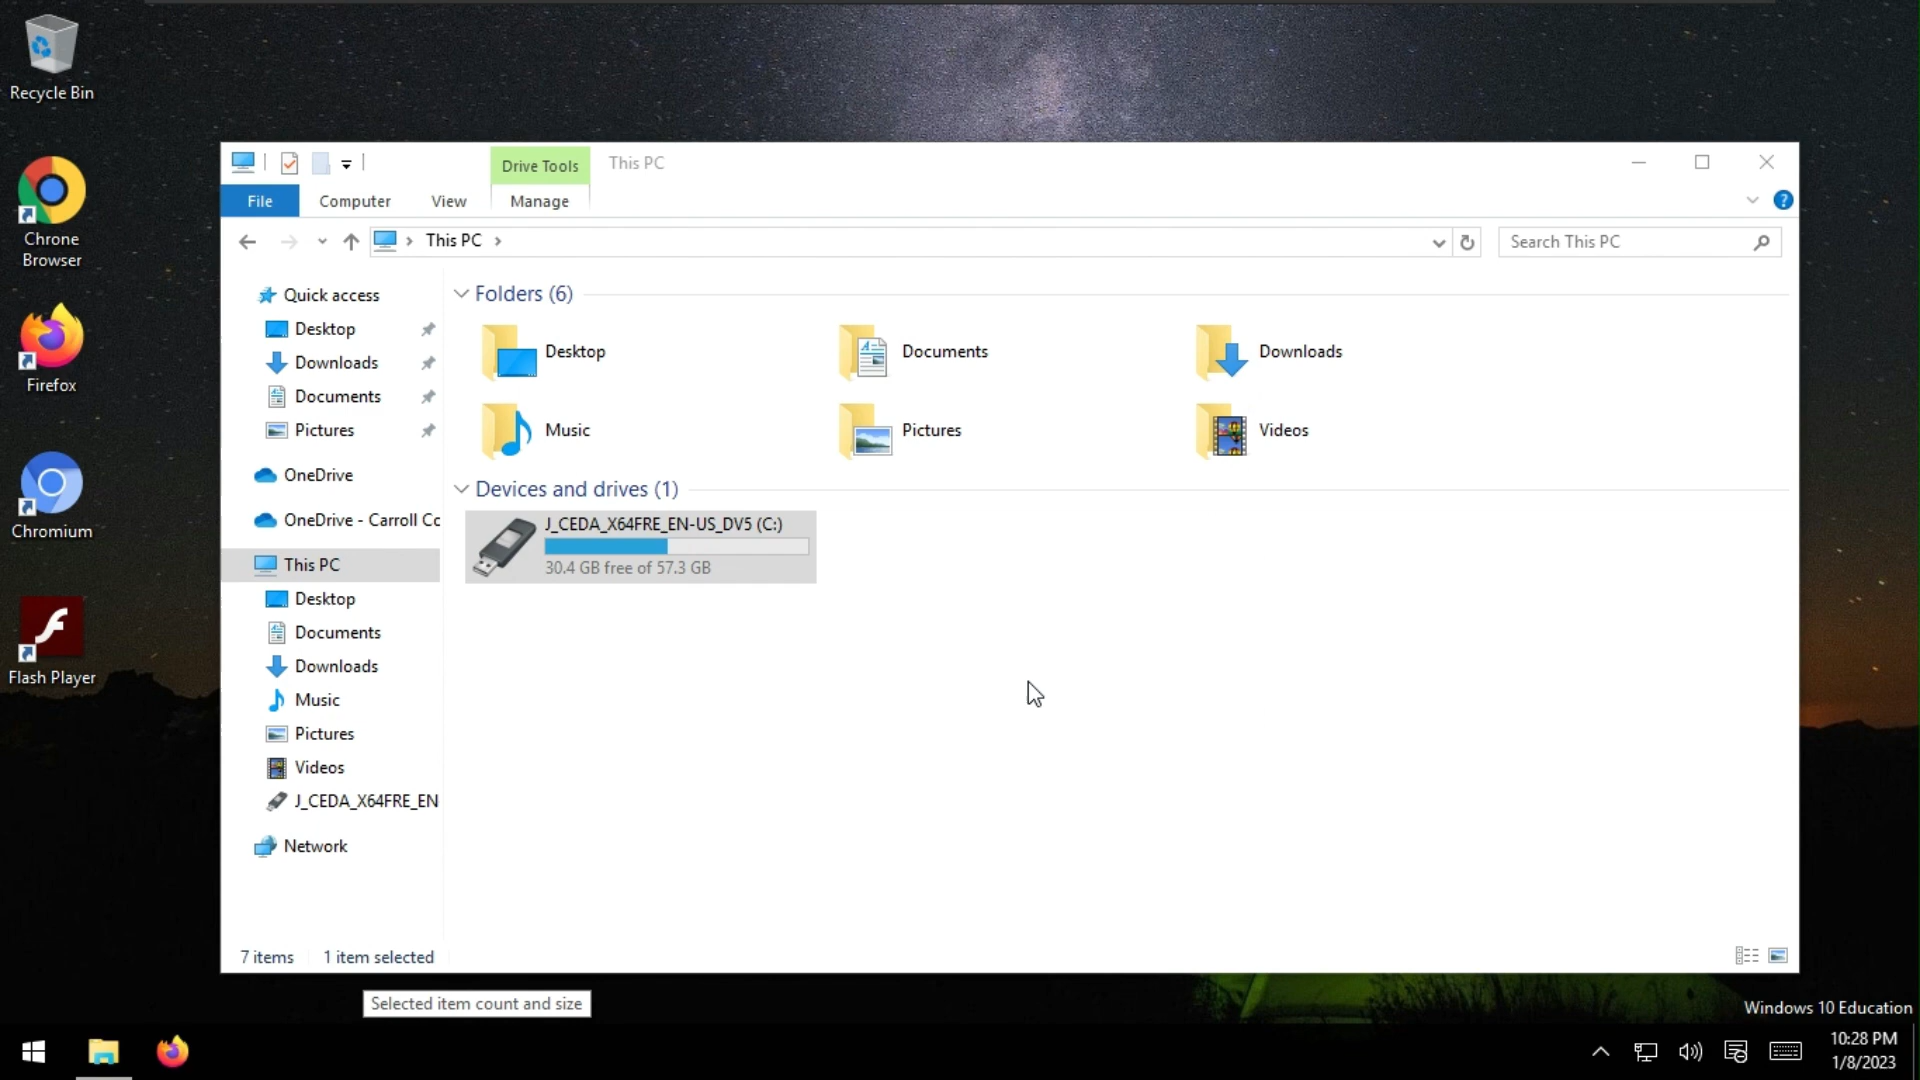 Recycle Bin
Chrone
Browser
Firefox
Chromium
Flash Player
Drive Tools
This PC
File
Computer
View
Manage
This PC
Search This PC
Quick access
Desktop
Downloads
Documents
Pictures
OneDrive
OneDrive - Carroll Co
This PC
Desktop
Documents
Downloads
Music
Pictures
Videos
J_CEDA_X64FRE_EN
Network
Folders (6)
Desktop
Documents
Downloads
Music
Pictures
Videos
Devices and drives (1)
J_CEDA_X64FRE_EN-US_DV5 (C:)
30.4 GB free of 57.3 GB
7 items
1 item selected
Selected item count and size
Windows 10 Education
10:28 PM
1/8/2023